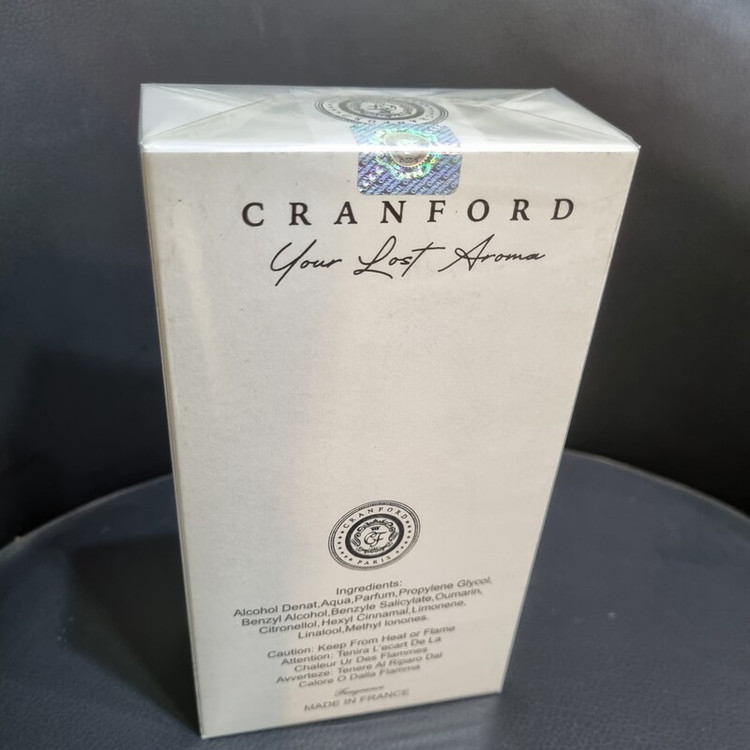 CRANFORD
Your Lost Aroma
CRANFORD
CF
PARIS
Ingredients:
Alcohol Denat,Aqua,Parfum,Propylene Glycol,
Benzyl Alcohol,Benzyle Salicylate,Oumarin,
Citronellol,Hexyl Cinnamal,Limonene,
Linalool,Methyl Ionones.
Caution: Keep From Heat or Flame
Attention: Tenira L'ecart De La
Chaleur Ur Des Flammes
Avverteze: Tenere Al Riparo Dal
Calore O Dalla Fiamma
Fragrance
MADE IN FRANCE